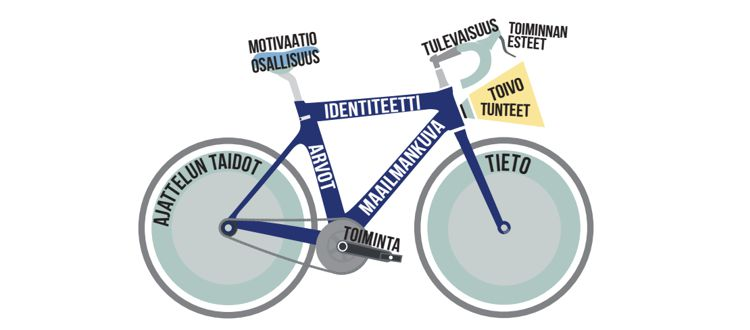 MOTIVAATIO
OSALLISUUS
TULEVAISUUS
TOIMINNAN
ESTEET
TOIVO
TUNTEET
IDENTITEETTI
ARVOT
MAAILMANKUVA
AJATTELUN TAIDOT
TIETO
TOIMINTA